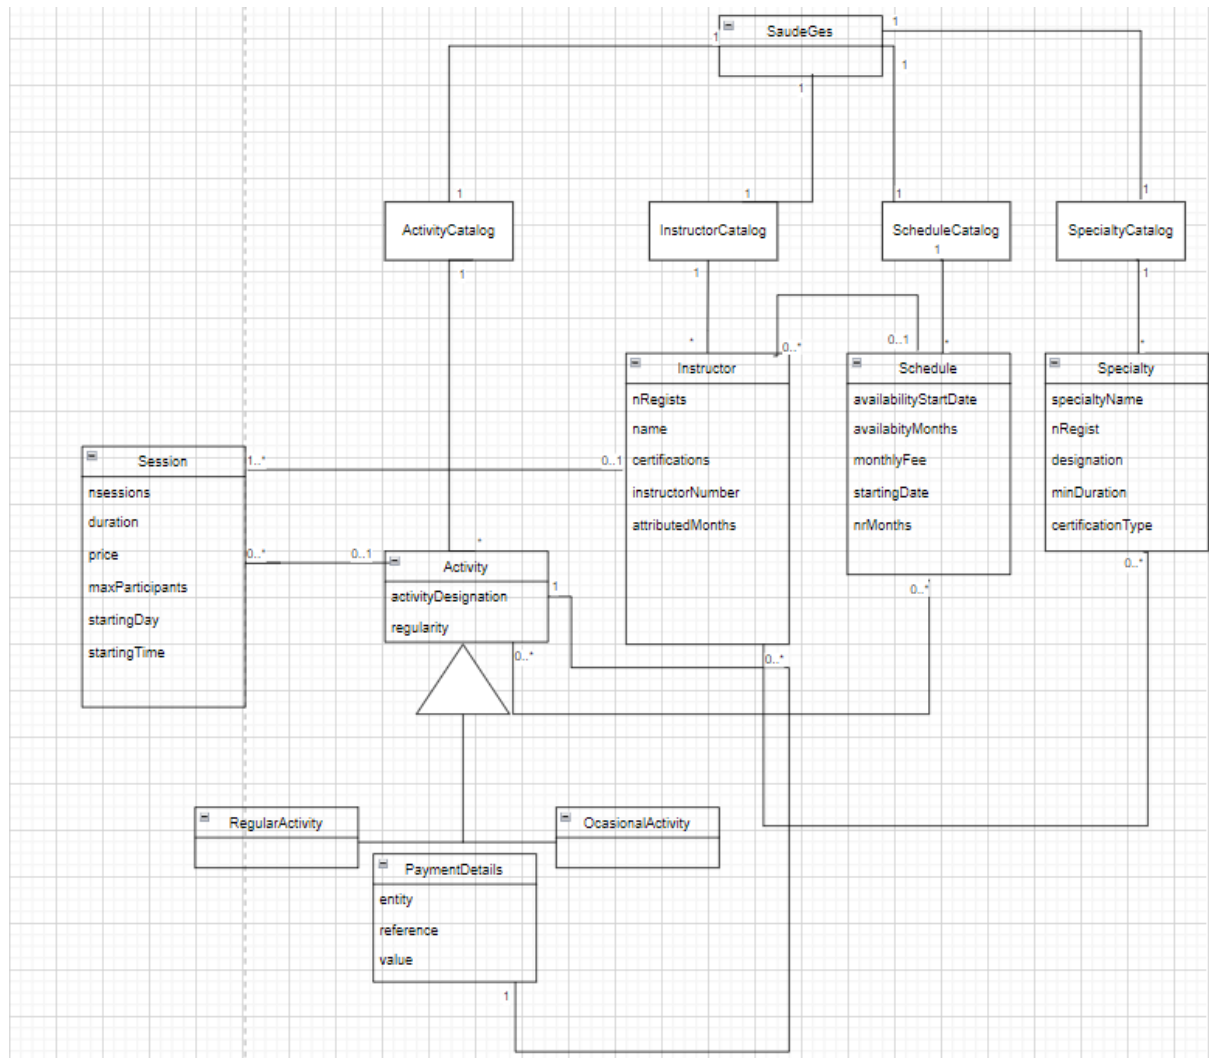 SaudeGes
1
1
1
1
1
1
1
1
ActivityCatalog
InstructorCatalog
ScheduleCatalog
SpecialtyCatalog
1
1
1
1
0..1
0..*
*
*
*
Instructor
nRegists
name
certifications
instructorNumber
attributedMonths
Schedule
availabilityStartDate
availabityMonths
monthlyFee
startingDate
nrMonths
Specialty
specialtyName
nRegist
designation
minDuration
certificationType
Session
nsessions
duration
price
maxParticipants
startingDay
startingTime
1..*
0..1
*
0..*
0..1
Activity
activityDesignation
regularity
1
0..*
0..*
0..*
0..*
RegularActivity
OcasionalActivity
PaymentDetails
entity
reference
value
1